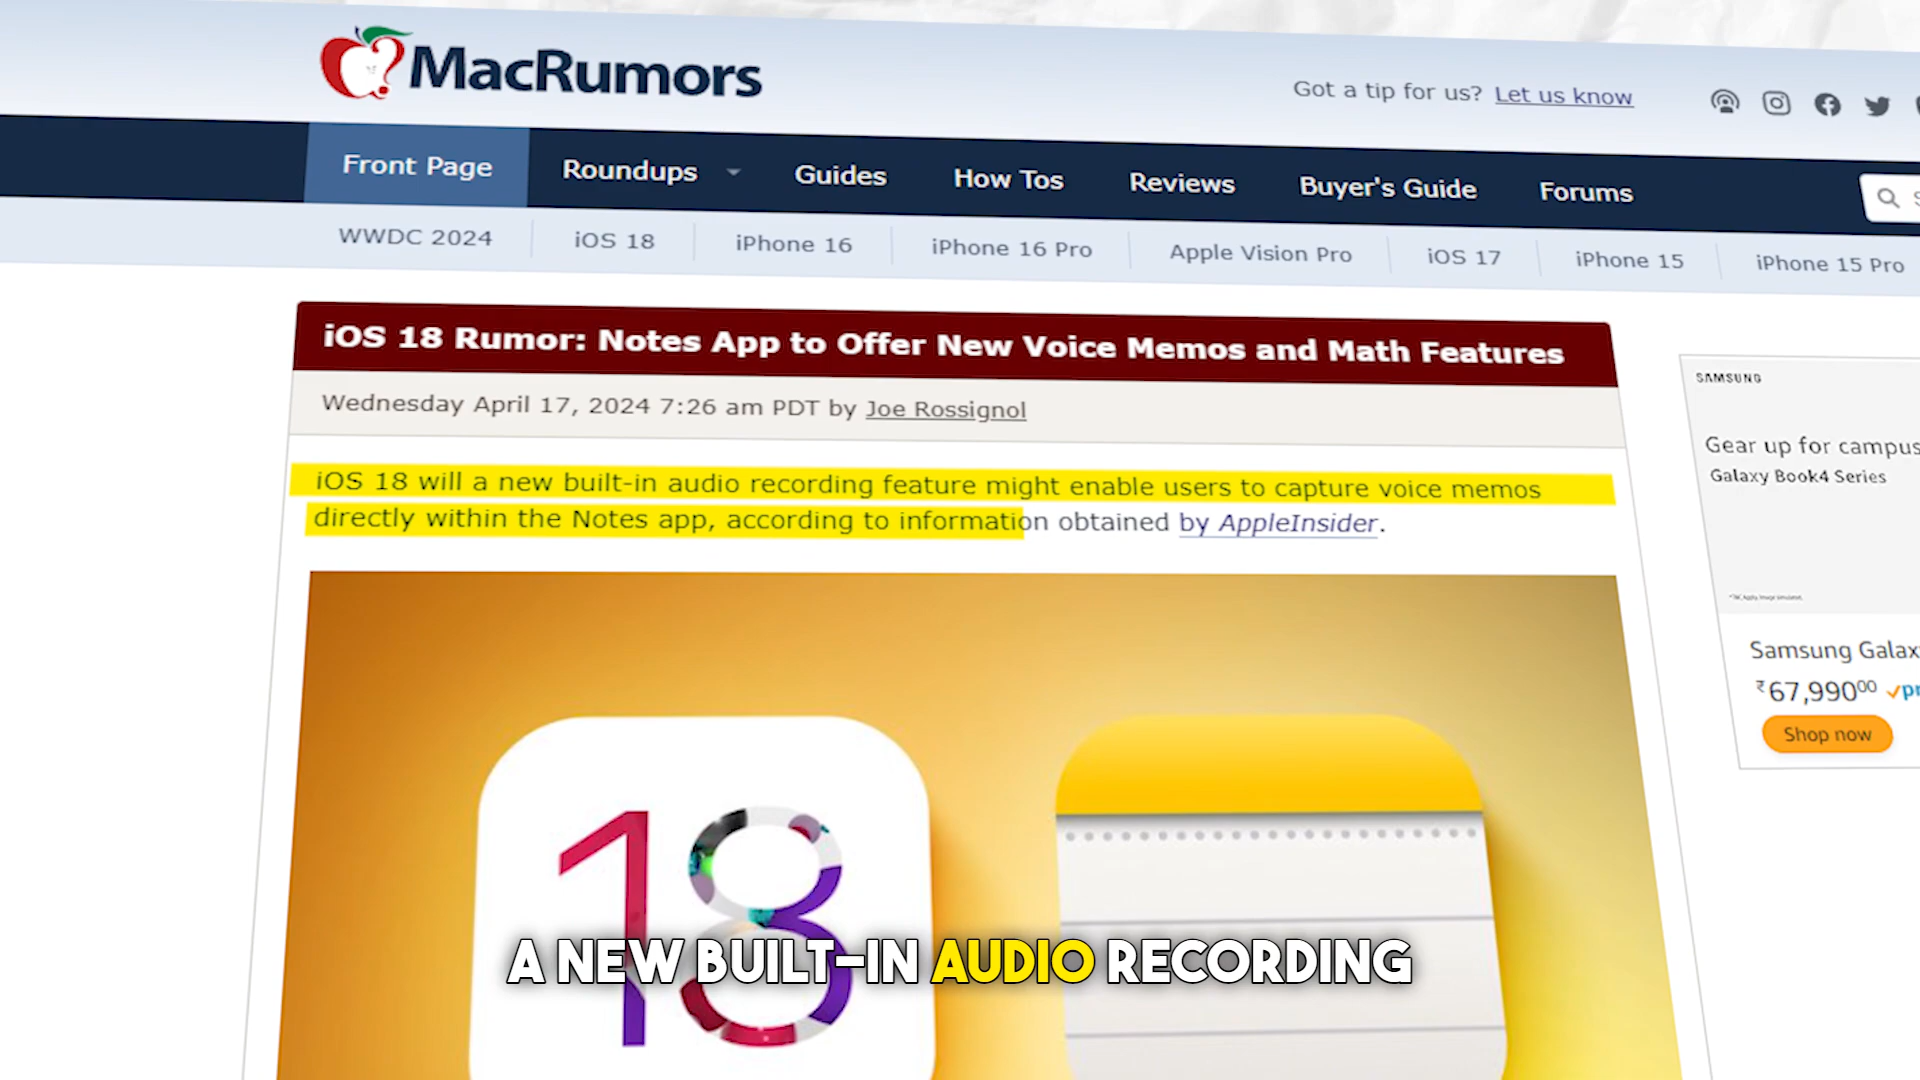 MacRumors
Got a tip for us? Let us know
Front Page Roundups Guides How Tos Reviews Buyer's Guide Forums
WWDC 2024 iOS 18 iPhone 16 iPhone 16 Pro Apple Vision Pro iOS 17 iPhone 15 iPhone 15 Pro
iOS 18 Rumor: Notes App to Offer New Voice Memos and Math Features
Wednesday April 17, 2024 7:26 am PDT by Joe Rossignol
iOS 18 will a new built-in audio recording feature might enable users to capture voice memos
directly within the Notes app, according to information obtained by AppleInsider.
SAMSUNG
Gear up for campus
Galaxy Book4 Series
Samsung Galax
₹67,990⁰⁰
Shop now
18
A NEW BUILT-IN AUDIO RECORDING